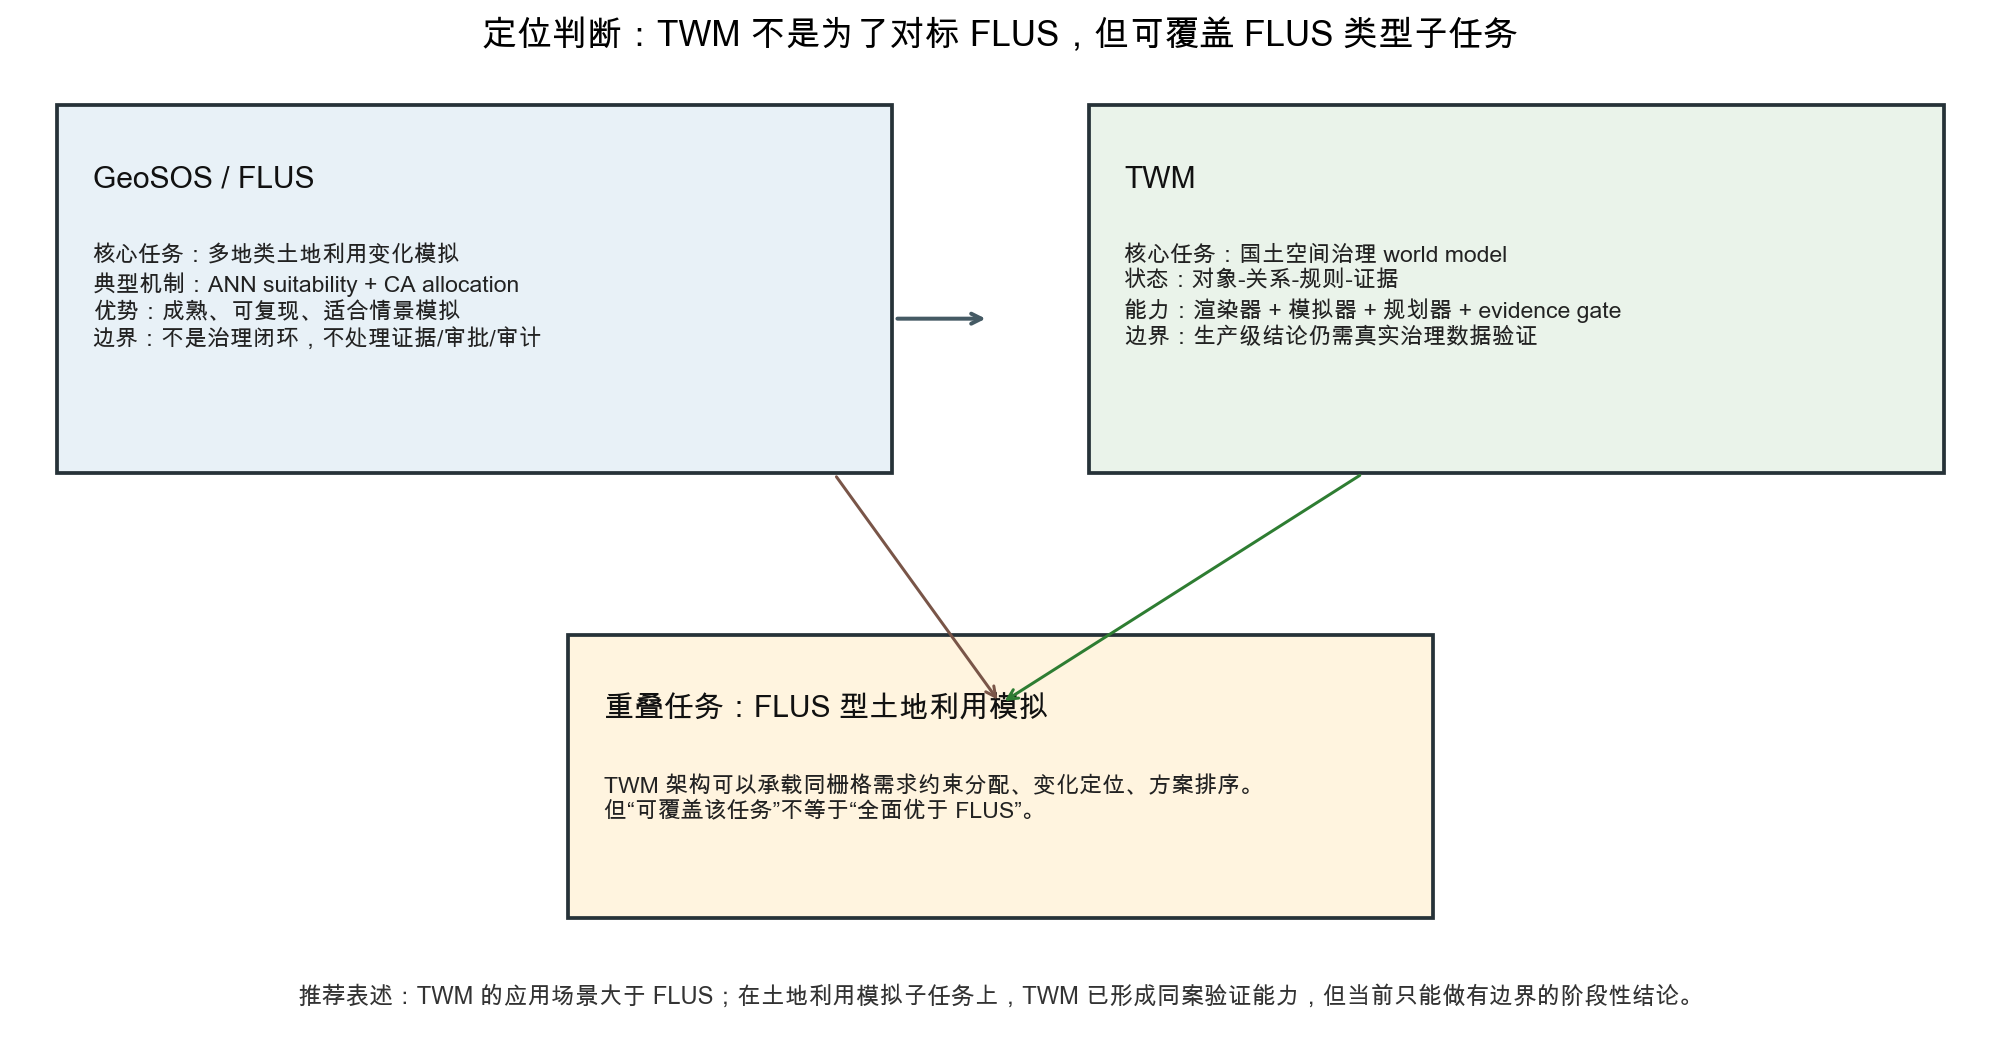 定位判断：TWM 不是为了对标 FLUS，但可覆盖 FLUS 类型子任务
GeoSOS / FLUS
核心任务：多地类土地利用变化模拟
典型机制：ANN suitability + CA allocation
优势：成熟、可复现、适合情景模拟
边界：不是治理闭环，不处理证据/审批/审计
TWM
核心任务：国土空间治理 world model
状态：对象-关系-规则-证据
能力：渲染器 + 模拟器 + 规划器 + evidence gate
边界：生产级结论仍需真实治理数据验证
重叠任务：FLUS 型土地利用模拟
TWM 架构可以承载同栅格需求约束分配、变化定位、方案排序。
但“可覆盖该任务”不等于“全面优于 FLUS”。
推荐表述：TWM 的应用场景大于 FLUS；在土地利用模拟子任务上，TWM 已形成同案验证能力，但当前只能做有边界的阶段性结论。